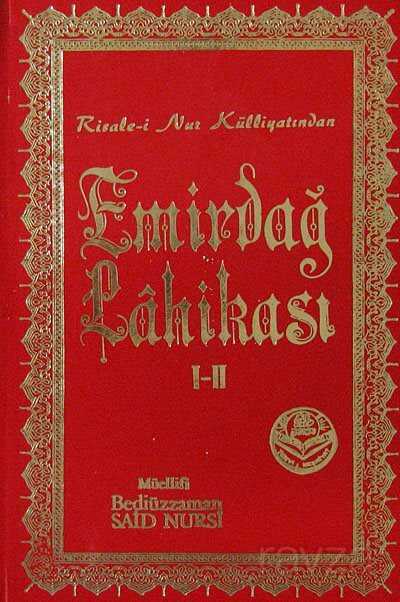 Risale-i Nur Külliyatından
Emirdağ
Lâhikası
I-II
Müellifi
Bediüzzaman
SAİD NURSİ